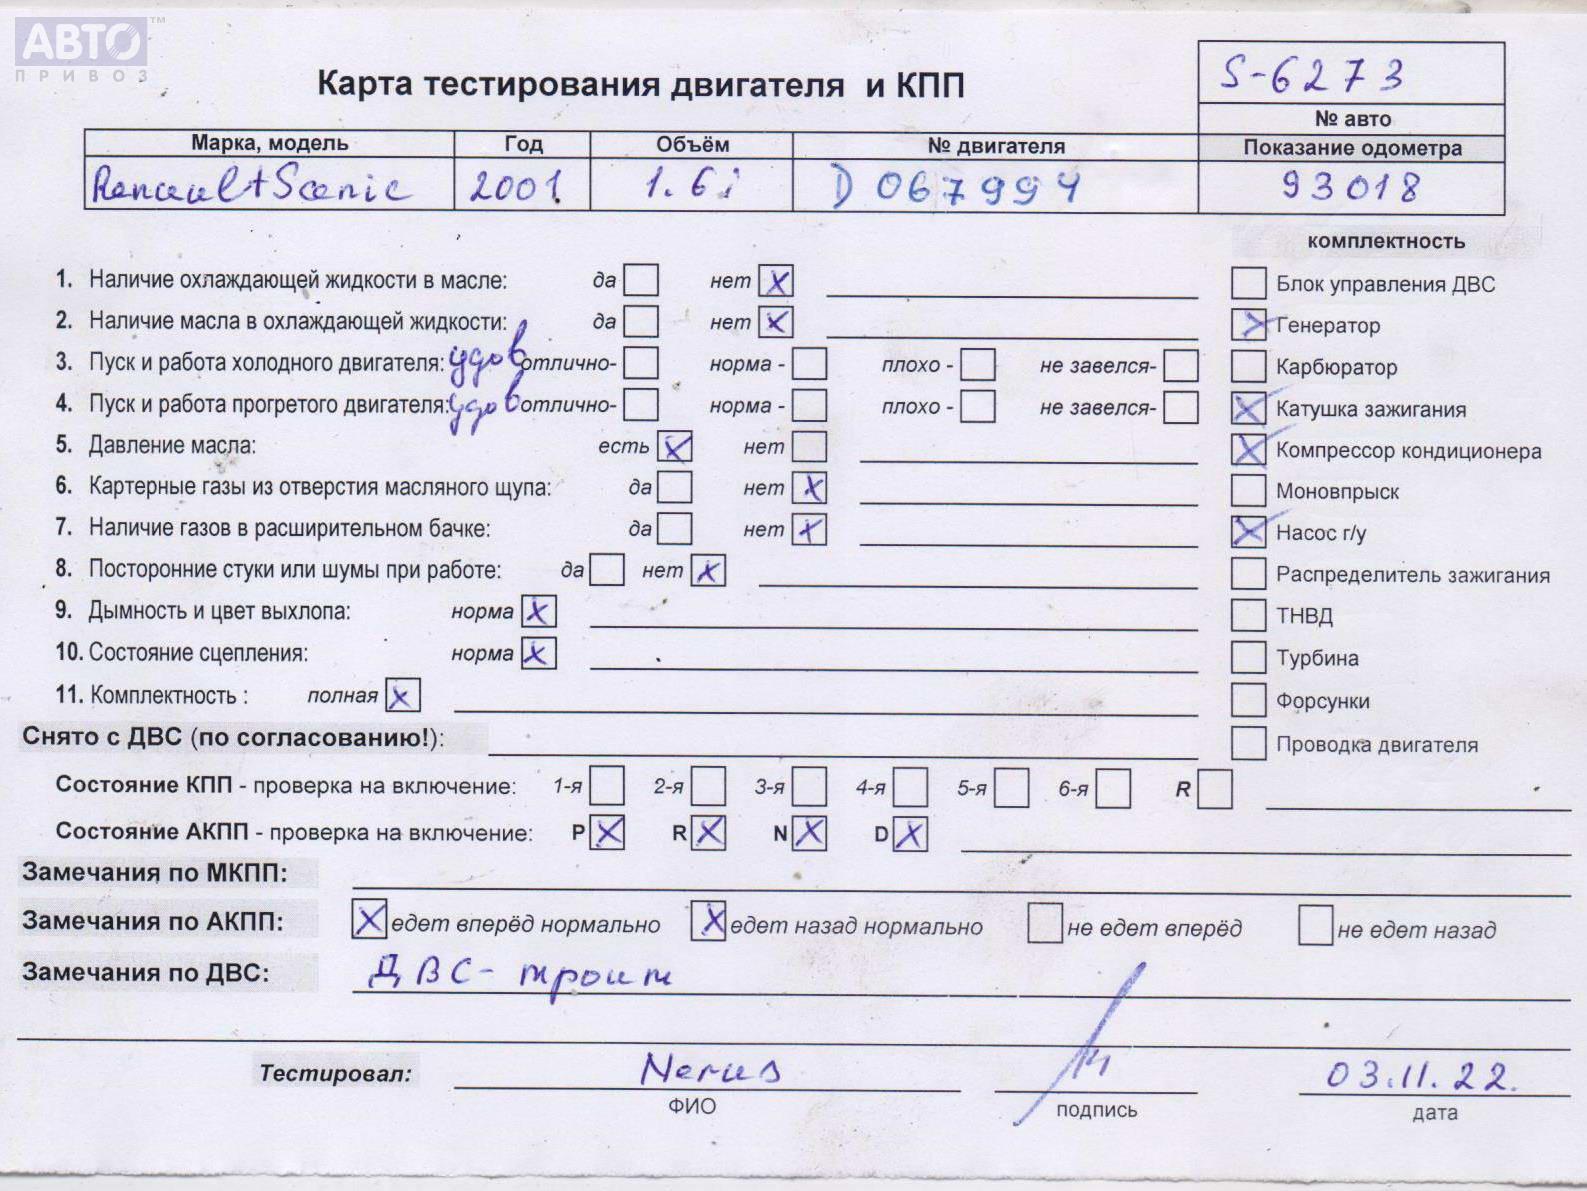 АВТО™
ПРИВОЗ
Карта тестирования двигателя и КПП
S-6273
№ авто
Марка, модель Год Объём № двигателя Показание одометра
Renault Scenic 2001 1.6i D067994 93018
комплектность
1. Наличие охлаждающей жидкости в масле: да нет x Блок управления ДВС
2. Наличие масла в охлаждающей жидкости: да нет x x Генератор
3. Пуск и работа холодного двигателя: удов отлично- норма - плохо - не завелся- Карбюратор
4. Пуск и работа прогретого двигателя: удов отлично- норма - плохо - не завелся- x Катушка зажигания
5. Давление масла: есть x нет x Компрессор кондиционера
6. Картерные газы из отверстия масляного щупа: да нет x Моновпрыск
7. Наличие газов в расширительном бачке: да нет x x Насос г/у
8. Посторонние стуки или шумы при работе: да нет x Распределитель зажигания
9. Дымность и цвет выхлопа: норма x ТНВД
10. Состояние сцепления: норма x Турбина
11. Комплектность : полная x Форсунки
Снято с ДВС (по согласованию!): Проводка двигателя
Состояние КПП - проверка на включение: 1-я 2-я 3-я 4-я 5-я 6-я R
Состояние АКПП - проверка на включение: P x R x N x D x
Замечания по МКПП:
Замечания по АКПП: x едет вперёд нормально x едет назад нормально не едет вперёд не едет назад
Замечания по ДВС: ДВС- троит
Тестировал: 03.11.22.
ФИО подпись дата